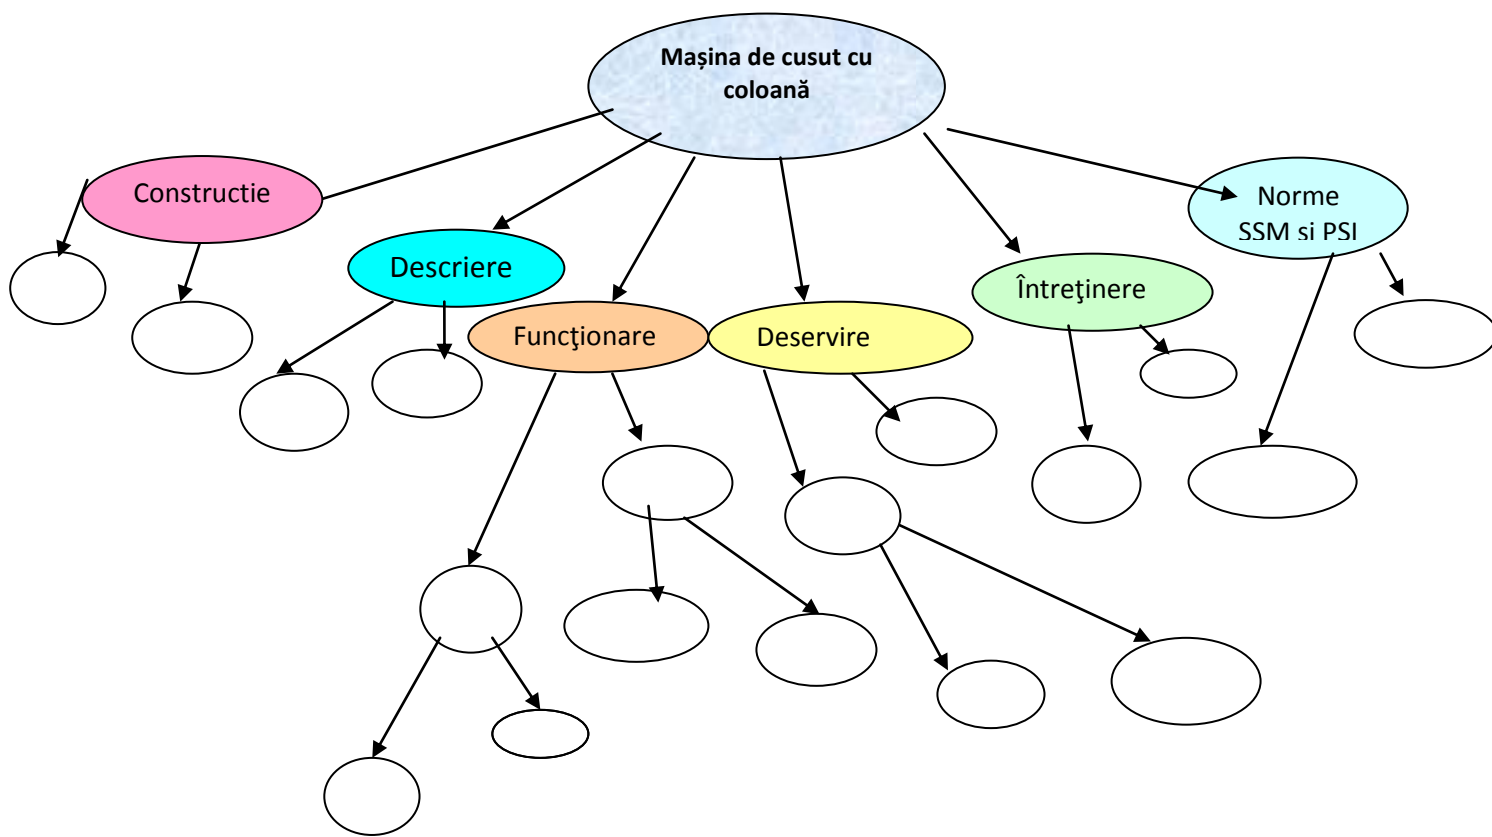 Mașina de cusut cu
coloană
Constructie
Descriere
Funcţionare
Deservire
Întreţinere
Norme
SSM si PSI